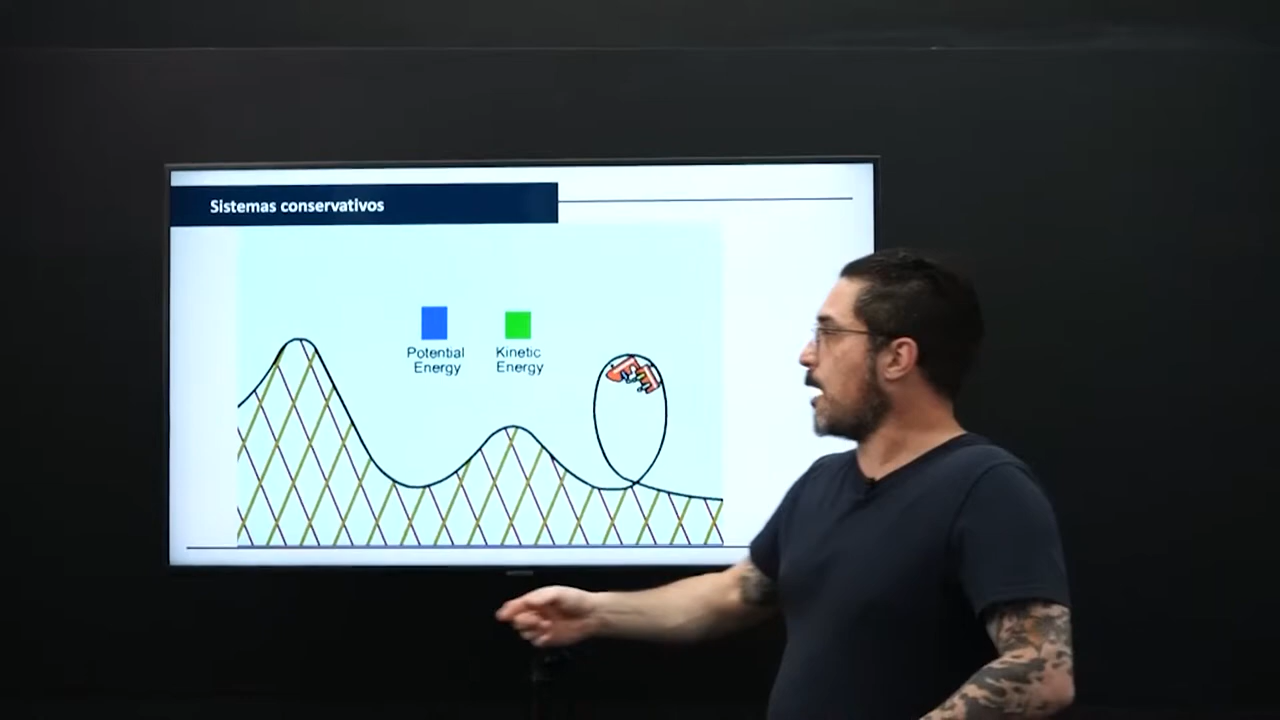 Sistemas conservativos
Potential
Energy
Kinetic
Energy